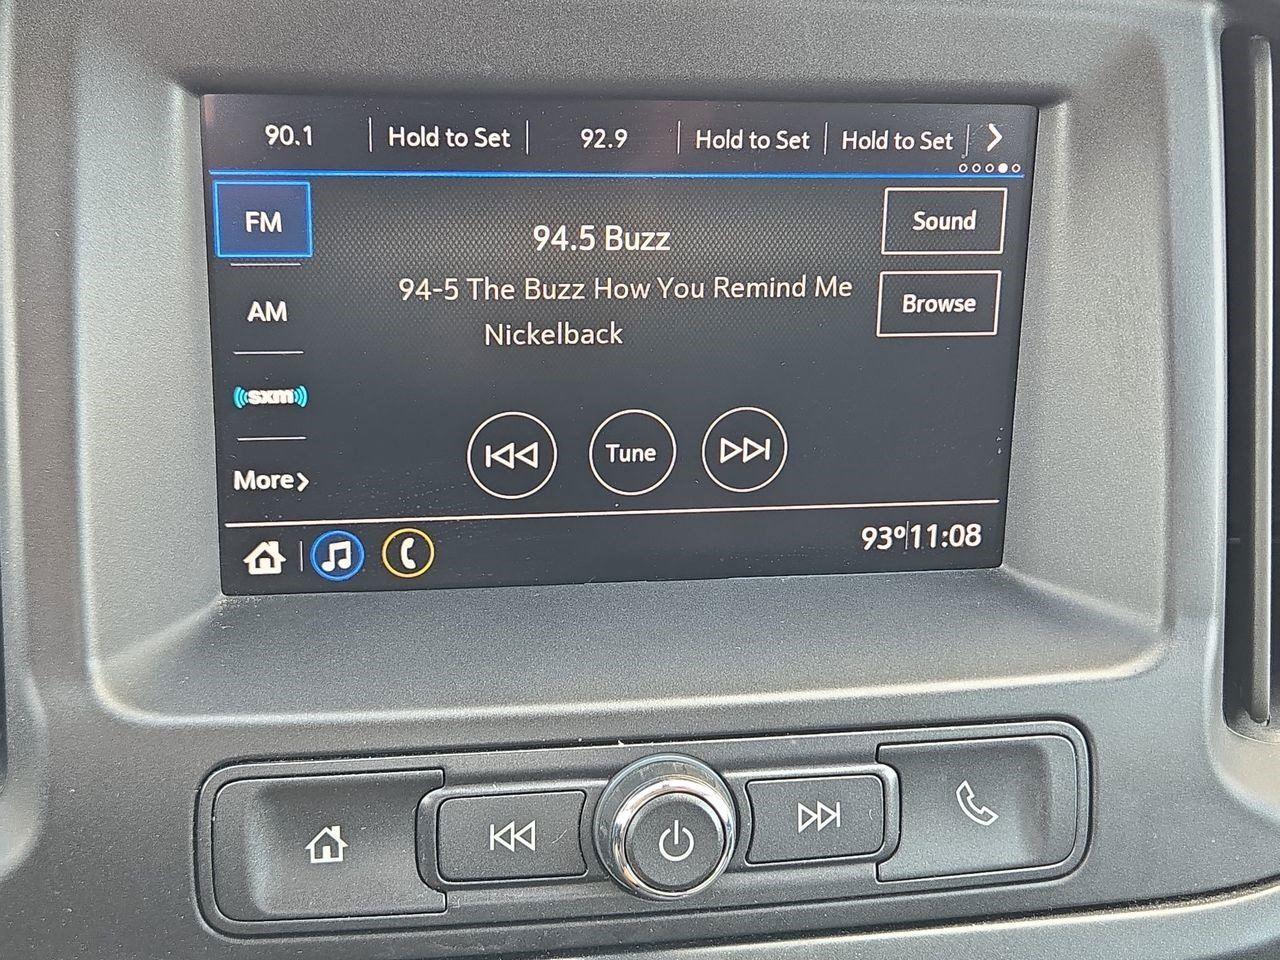 90.1 Hold to Set 92.9 Hold to Set Hold to Set
FM
94.5 Buzz
Sound
94-5 The Buzz How You Remind Me
Browse
AM
Nickelback
sxm
Tune
More
93º 11:08